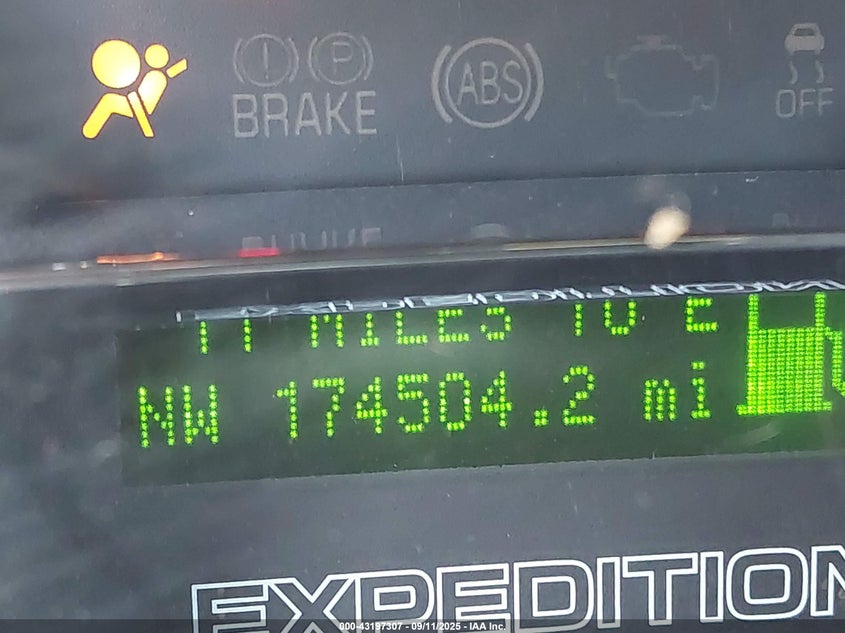 BRAKE
P
ABS
OFF
MILES TO E
NW 174504.2 mi
EXPEDITION
000-43197307 - 09/11/2025 - IAA Inc.